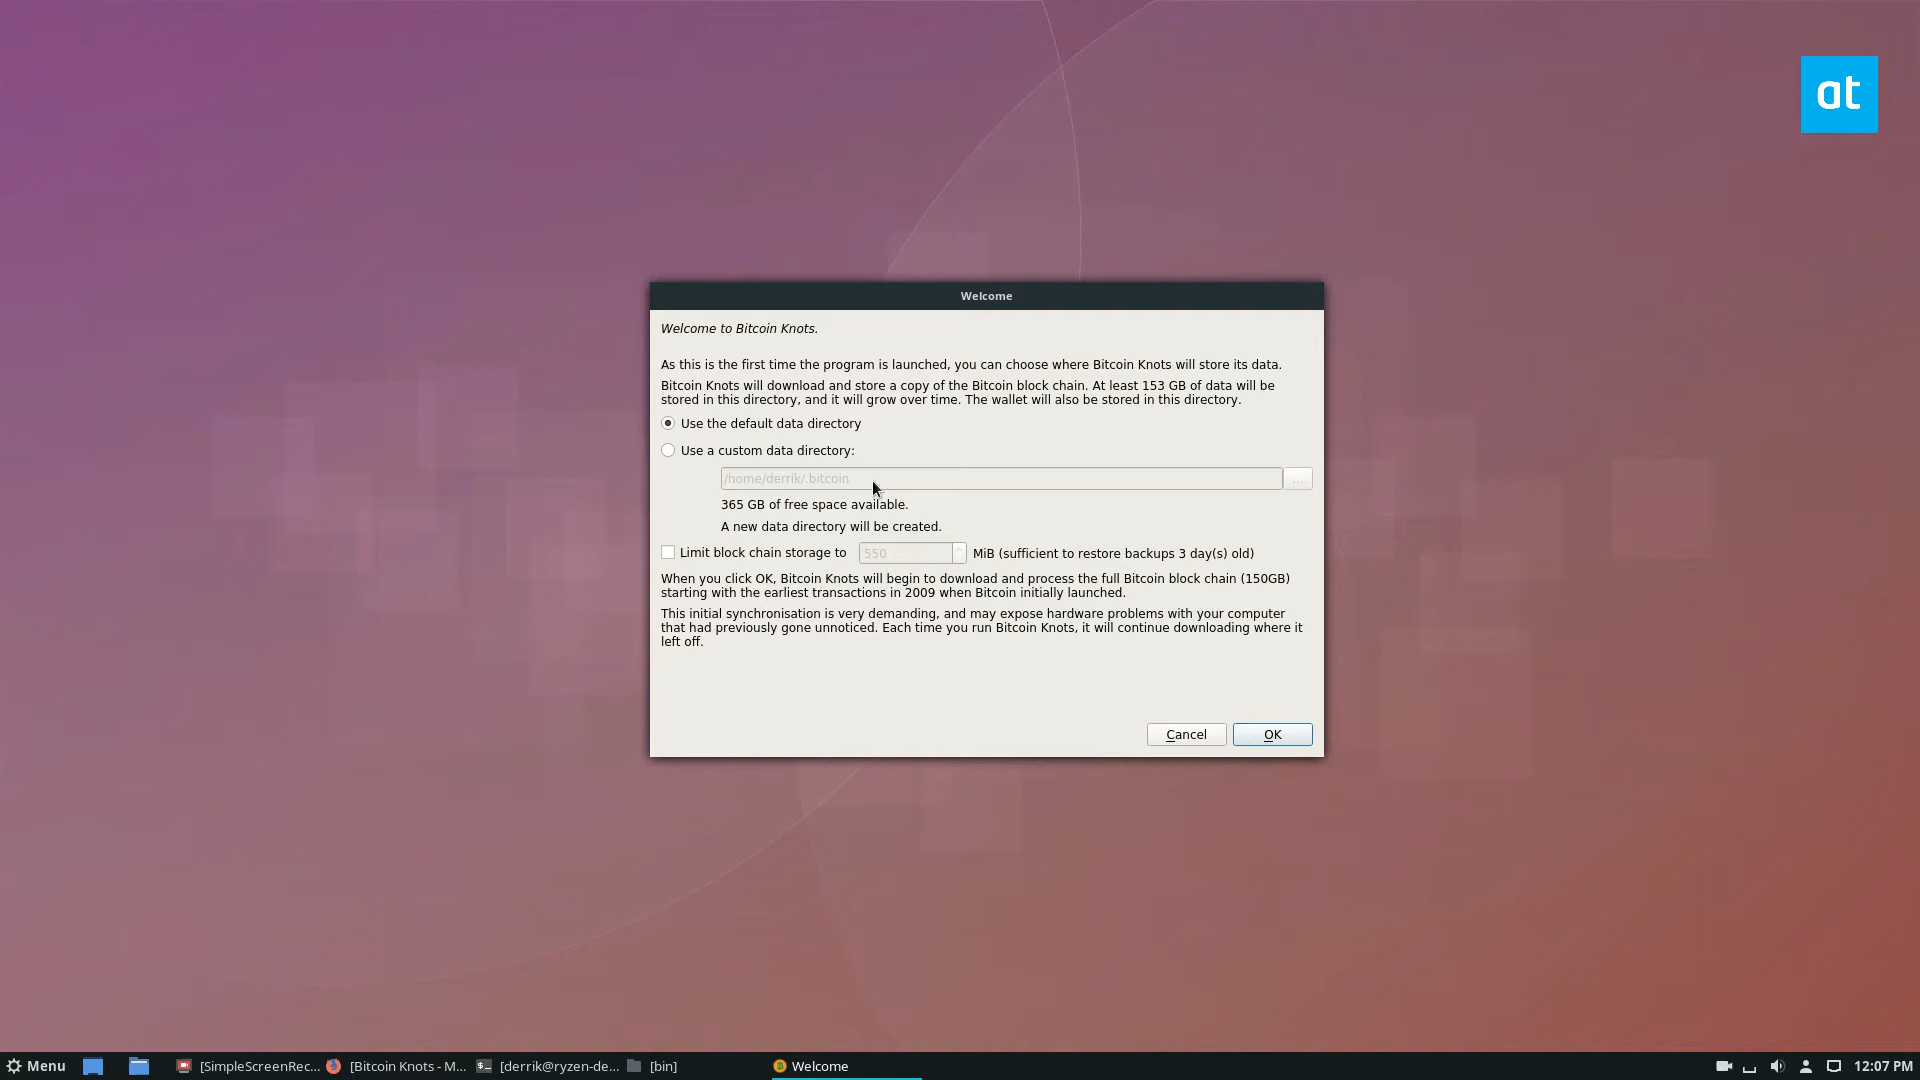 at
Welcome
Welcome to Bitcoin Knots.
As this is the first time the program is launched, you can choose where Bitcoin Knots will store its data.
Bitcoin Knots will download and store a copy of the Bitcoin block chain. At least 153 GB of data will be
stored in this directory, and it will grow over time. The wallet will also be stored in this directory.
Use the default data directory
Use a custom data directory:
/home/derrik/.bitcoin ...
365 GB of free space available.
A new data directory will be created.
Limit block chain storage to 550 MiB (sufficient to restore backups 3 day(s) old)
When you click OK, Bitcoin Knots will begin to download and process the full Bitcoin block chain (150GB)
starting with the earliest transactions in 2009 when Bitcoin initially launched.
This initial synchronisation is very demanding, and may expose hardware problems with your computer
that had previously gone unnoticed. Each time you run Bitcoin Knots, it will continue downloading where it
left off.
Cancel OK
Menu [SimpleScreenRec... [Bitcoin Knots - M... [derrik@ryzen-de... [bin] Welcome 12:07 PM